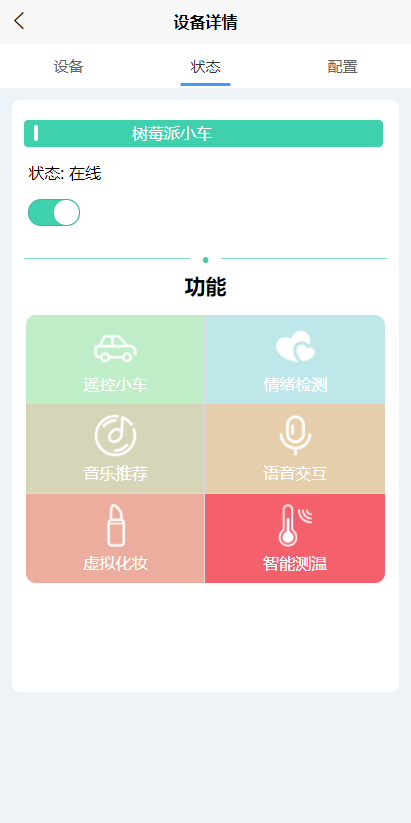 设备详情
设备 状态 配置
树莓派小车
状态: 在线
功能
遥控小车 情绪检测
音乐推荐 语音交互
虚拟化妆 智能测温